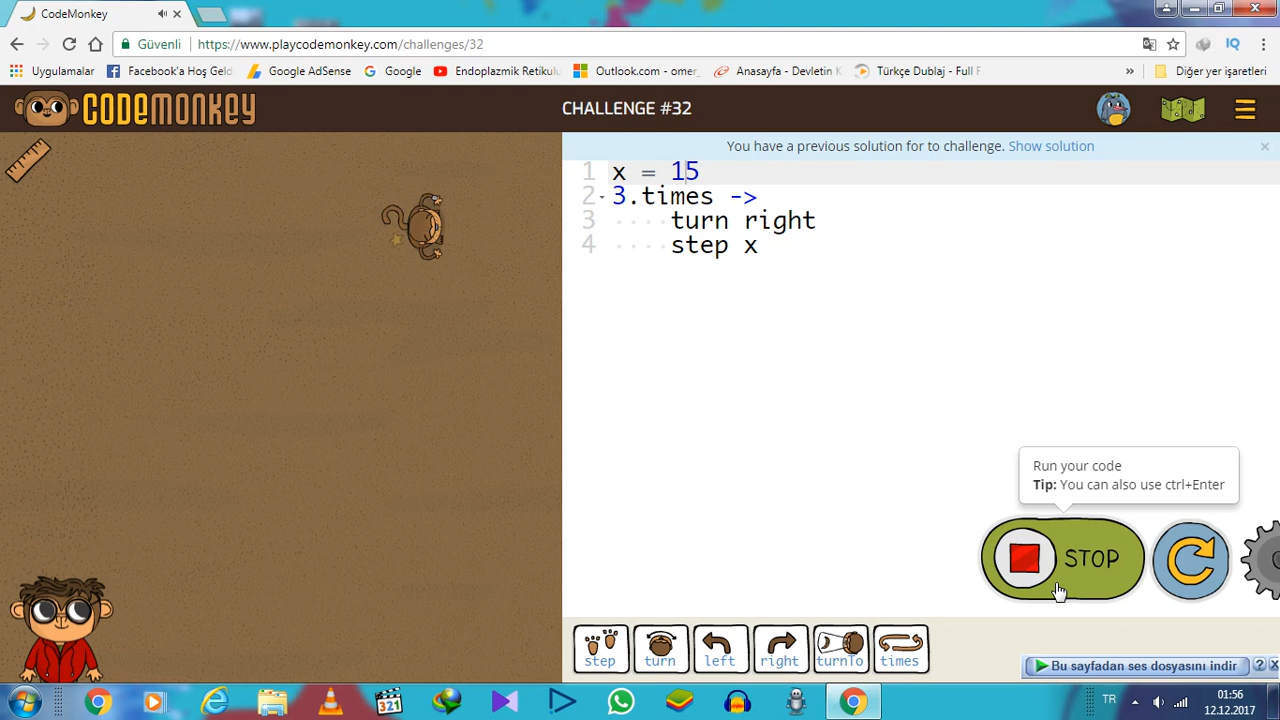 CodeMonkey
Güvenli https://www.playcodemonkey.com/challenges/32 IQ
Uygulamalar Facebook'a Hoş Geld Google AdSense Google Endoplazmik Retikulu Outlook.com - omer_ Anasayfa - Devletin K Türkçe Dublaj - Full F » Diğer yer işaretleri
CODEMONKEY CHALLENGE #32
You have a previous solution for to challenge. Show solution ×
1 x = 15
2 3.times ->
3 turn right
4 step x
Run your code
Tip: You can also use ctrl+Enter
STOP
step turn left right turnTo times
Bu sayfadan ses dosyasını indir ? X
321 TR 01:56
12.12.2017